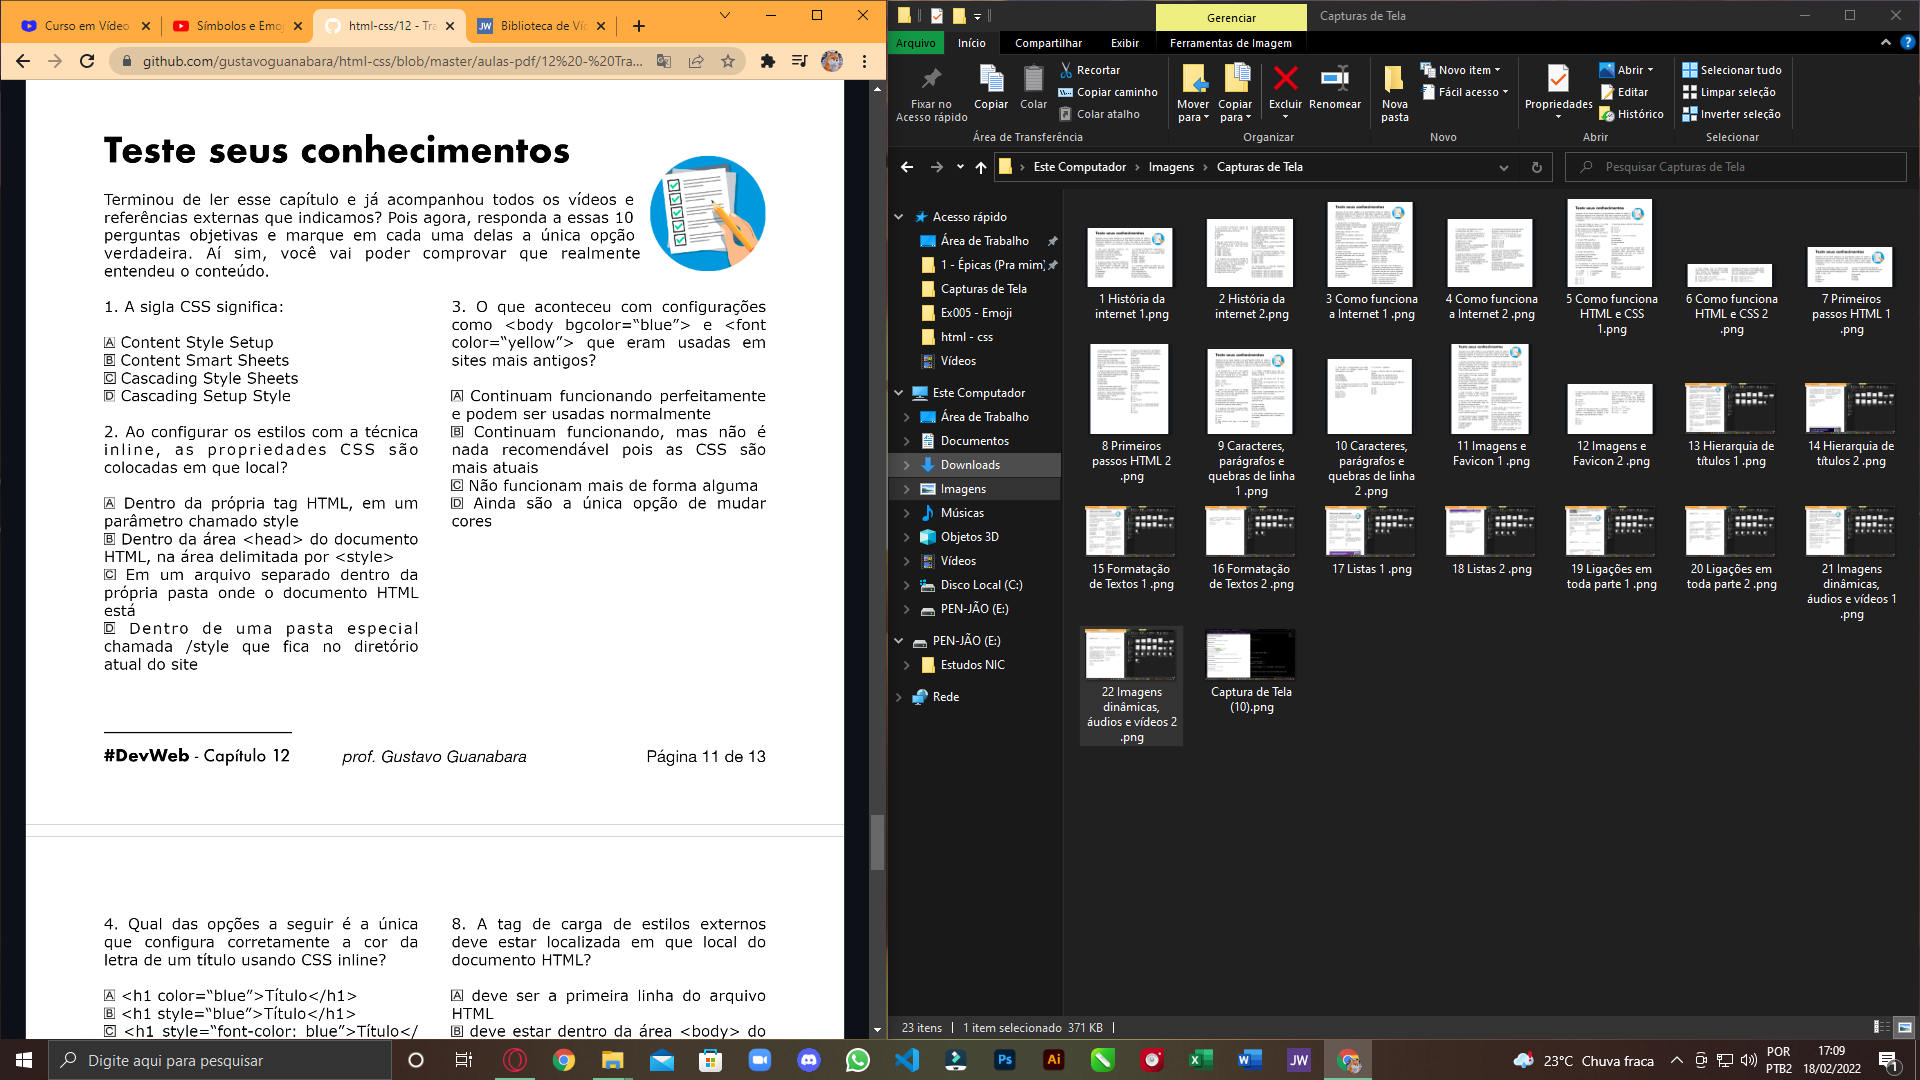 Curso em Vídeo
Símbolos e Emoj
html-css/12 - Tra
Biblioteca de Ví
github.com/gustavoguanabara/html-css/blob/master/aulas-pdf/12%20-%20Tra...
Teste seus conhecimentos
Terminou de ler esse capítulo e já acompanhou todos os vídeos e
referências externas que indicamos? Pois agora, responda a essas 10
perguntas objetivas e marque em cada uma delas a única opção
verdadeira. Aí sim, você vai poder comprovar que realmente
entendeu o conteúdo.
1. A sigla CSS significa:
A Content Style Setup
B Content Smart Sheets
C Cascading Style Sheets
D Cascading Setup Style
2. Ao configurar os estilos com a técnica
inline, as propriedades CSS são
colocadas em que local?
A Dentro da própria tag HTML, em um
parâmetro chamado style
B Dentro da área <head> do documento
HTML, na área delimitada por <style>
C Em um arquivo separado dentro da
própria pasta onde o documento HTML
está
D Dentro de uma pasta especial
chamada /style que fica no diretório
atual do site
3. O que aconteceu com configurações
como <body bgcolor=“blue”> e <font
color=“yellow”> que eram usadas em
sites mais antigos?
A Continuam funcionando perfeitamente
e podem ser usadas normalmente
B Continuam funcionando, mas não é
nada recomendável pois as CSS são
mais atuais
C Não funcionam mais de forma alguma
D Ainda são a única opção de mudar
cores
#DevWeb - Capítulo 12
prof. Gustavo Guanabara
Página 11 de 13
4. Qual das opções a seguir é a única
que configura corretamente a cor da
letra de um título usando CSS inline?
A <h1 color=“blue”>Título</h1>
B <h1 style=“blue”>Título</h1>
C <h1 style=“font-color: blue”>Título</
8. A tag de carga de estilos externos
deve estar localizada em que local do
documento HTML?
A deve ser a primeira linha do arquivo
HTML
B deve estar dentro da área <body> do
Gerenciar
Capturas de Tela
Arquivo
Início
Compartilhar
Exibir
Ferramentas de Imagem
Fixar no
Acesso rápido
Copiar
Colar
Recortar
Copiar caminho
Colar atalho
Área de Transferência
Mover
para
Copiar
para
Excluir
Renomear
Organizar
Nova
pasta
Novo item
Fácil acesso
Novo
Propriedades
Abrir
Editar
Histórico
Abrir
Selecionar tudo
Limpar seleção
Inverter seleção
Selecionar
Este Computador
Imagens
Capturas de Tela
Pesquisar Capturas de Tela
Acesso rápido
Área de Trabalho
1 - Épicas (Pra mim)
Capturas de Tela
Ex005 - Emoji
html - css
Vídeos
Este Computador
Área de Trabalho
Documentos
Downloads
Imagens
Músicas
Objetos 3D
Vídeos
Disco Local (C:)
PEN-JÃO (E:)
PEN-JÃO (E:)
Estudos NIC
Rede
1 História da
internet 1.png
2 História da
internet 2.png
3 Como funciona
a Internet 1 .png
4 Como funciona
a Internet 2 .png
5 Como funciona
HTML e CSS
1.png
6 Como funciona
HTML e CSS 2
.png
7 Primeiros
passos HTML 1
.png
8 Primeiros
passos HTML 2
.png
9 Caracteres,
parágrafos e
quebras de linha
1 .png
10 Caracteres,
parágrafos e
quebras de linha
2 .png
11 Imagens e
Favicon 1 .png
12 Imagens e
Favicon 2 .png
13 Hierarquia de
títulos 1 .png
14 Hierarquia de
títulos 2 .png
15 Formatação
de Textos 1 .png
16 Formatação
de Textos 2 .png
17 Listas 1 .png
18 Listas 2 .png
19 Ligações em
toda parte 1 .png
20 Ligações em
toda parte 2 .png
21 Imagens
dinâmicas,
áudios e vídeos 1
.png
22 Imagens
dinâmicas,
áudios e vídeos 2
.png
Captura de Tela
(10).png
23 itens
1 item selecionado 371 KB
Digite aqui para pesquisar
23°C Chuva fraca
POR
PTB2
17:09
18/02/2022